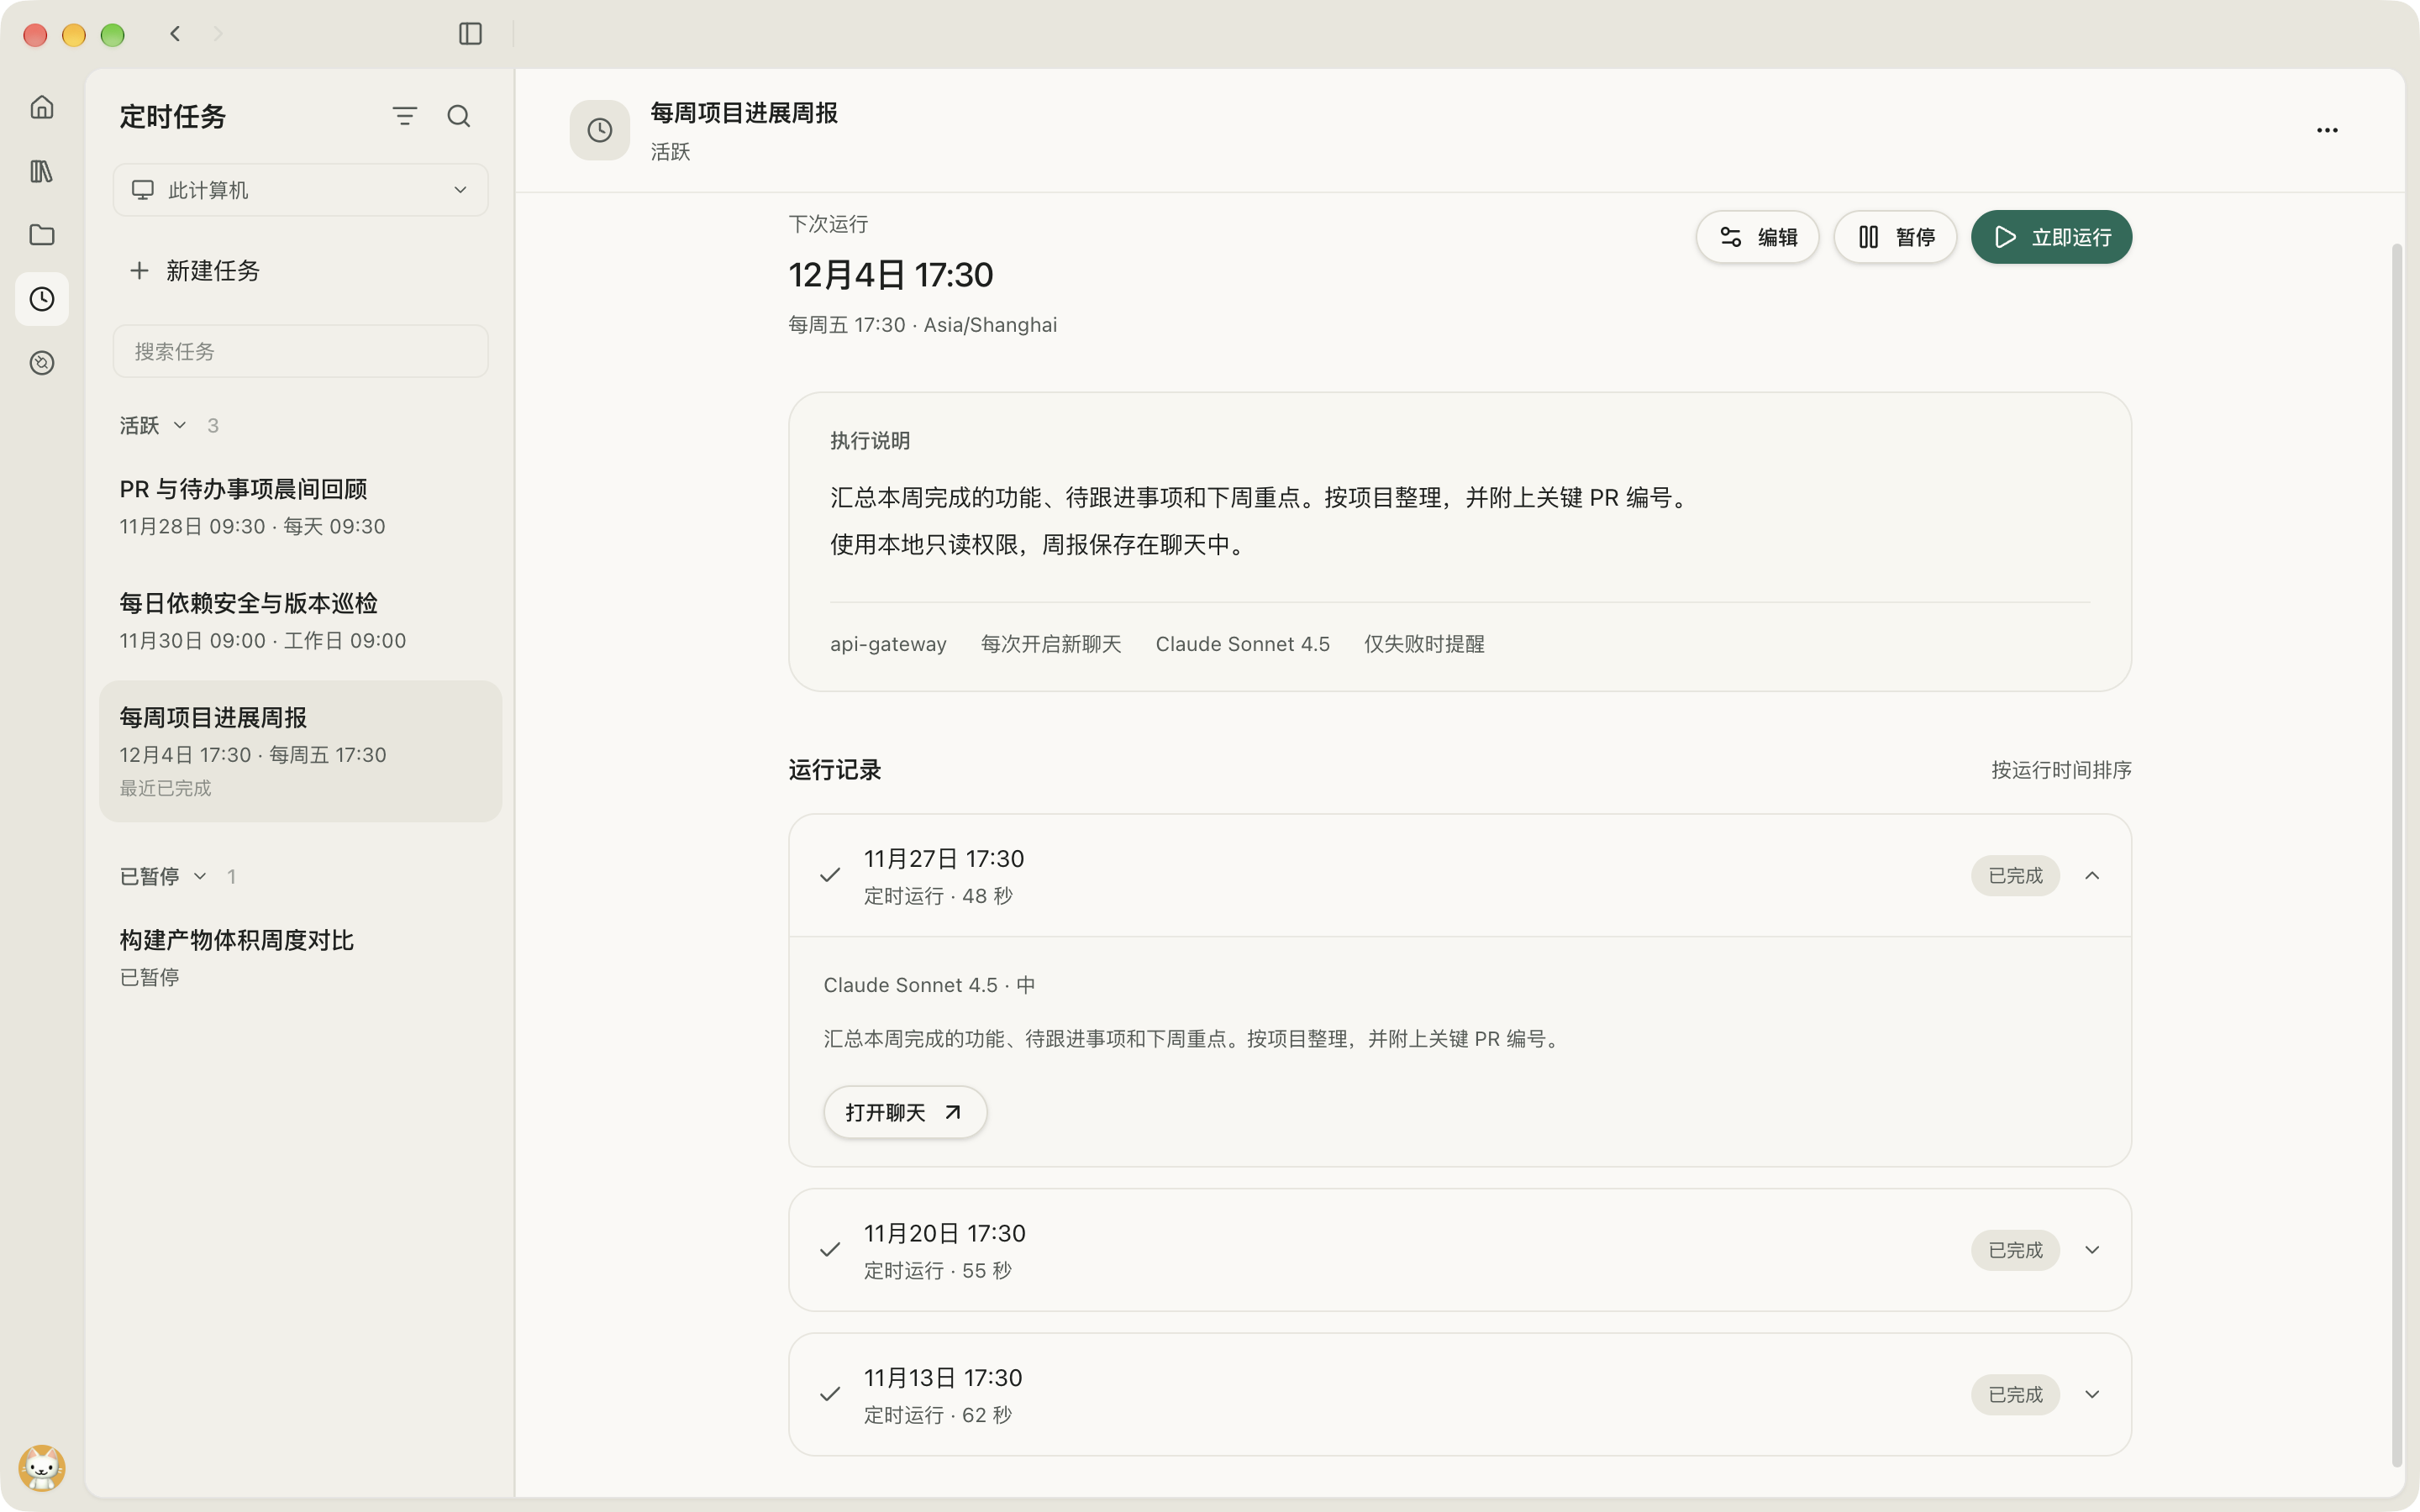 定时任务
此计算机
新建任务
搜索任务
活跃 3
PR 与待办事项晨间回顾
11月28日 09:30 · 每天 09:30
每日依赖安全与版本巡检
11月30日 09:00 · 工作日 09:00
每周项目进展周报
12月4日 17:30 · 每周五 17:30
最近已完成
已暂停 1
构建产物体积周度对比
已暂停
每周项目进展周报
活跃
下次运行
12月4日 17:30
每周五 17:30 · Asia/Shanghai
编辑 暂停 立即运行
执行说明
汇总本周完成的功能、待跟进事项和下周重点。按项目整理，并附上关键 PR 编号。
使用本地只读权限，周报保存在聊天中。
api-gateway 每次开启新聊天 Claude Sonnet 4.5 仅失败时提醒
运行记录 按运行时间排序
11月27日 17:30
定时运行 · 48 秒
已完成
Claude Sonnet 4.5 · 中
汇总本周完成的功能、待跟进事项和下周重点。按项目整理，并附上关键 PR 编号。
打开聊天
11月20日 17:30
定时运行 · 55 秒
已完成
11月13日 17:30
定时运行 · 62 秒
已完成